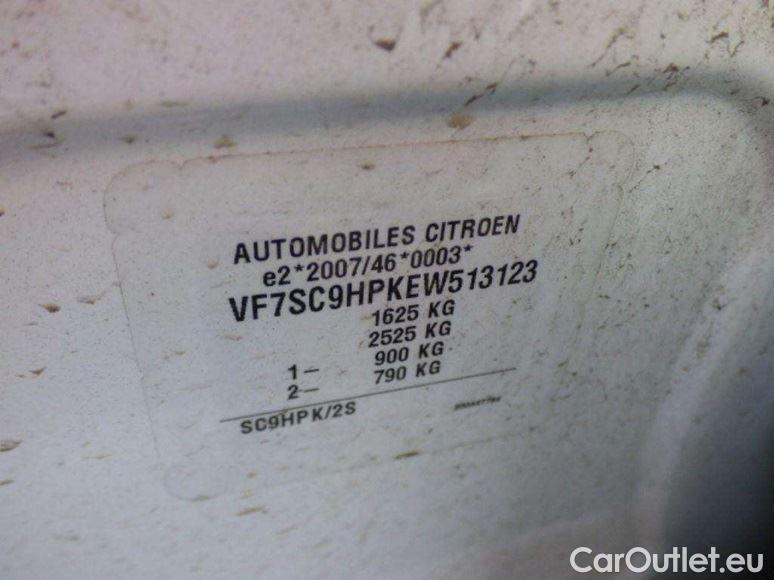 AUTOMOBILES CITROEN
e2*2007/46*0003*
VF7SC9HPKEW513123
1625 KG
2525 KG
1– 900 KG
2– 790 KG
SC9HPK/2S
CarOutlet.eu